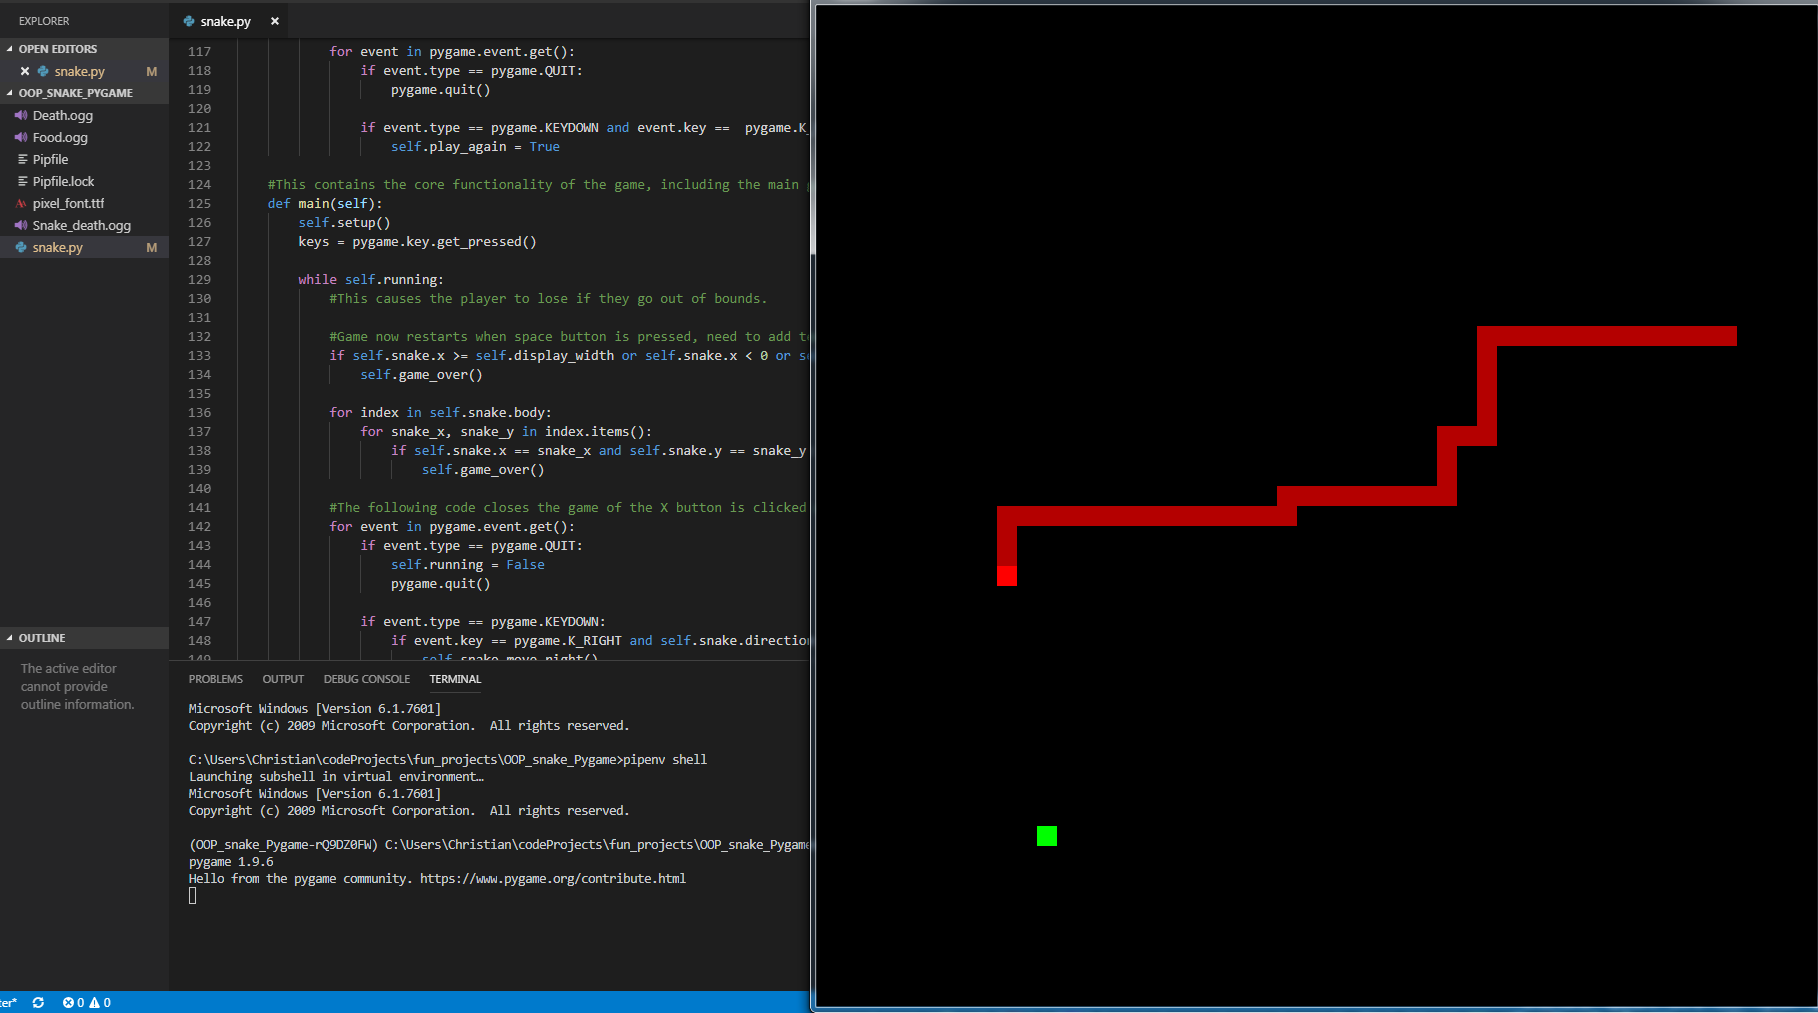 EXPLORER
OPEN EDITORS
snake.py M
OOP_SNAKE_PYGAME
Death.ogg
Food.ogg
Pipfile
Pipfile.lock
pixel_font.ttf
Snake_death.ogg
snake.py M
OUTLINE
The active editor
cannot provide
outline information.
snake.py
117 for event in pygame.event.get():
118 if event.type == pygame.QUIT:
119 pygame.quit()
120
121 if event.type == pygame.KEYDOWN and event.key ==  pygame.K_
122 self.play_again = True
123
124 #This contains the core functionality of the game, including the main
125 def main(self):
126 self.setup()
127 keys = pygame.key.get_pressed()
128
129 while self.running:
130 #This causes the player to lose if they go out of bounds.
131
132 #Game now restarts when space button is pressed, need to add
133 if self.snake.x >= self.display_width or self.snake.x < 0 or
134 self.game_over()
135
136 for index in self.snake.body:
137 for snake_x, snake_y in index.items():
138 if self.snake.x == snake_x and self.snake.y == snake_y
139 self.game_over()
140
141 #The following code closes the game of the X button is clicked
142 for event in pygame.event.get():
143 if event.type == pygame.QUIT:
144 self.running = False
145 pygame.quit()
146
147 if event.type == pygame.KEYDOWN:
148 if event.key == pygame.K_RIGHT and self.snake.direction
149 self.snake.move_right()
PROBLEMS OUTPUT DEBUG CONSOLE TERMINAL
Microsoft Windows [Version 6.1.7601]
Copyright (c) 2009 Microsoft Corporation.  All rights reserved.
C:\Users\Christian\codeProjects\fun_projects\OOP_snake_Pygame>pipenv shell
Launching subshell in virtual environment…
Microsoft Windows [Version 6.1.7601]
Copyright (c) 2009 Microsoft Corporation.  All rights reserved.
(OOP_snake_Pygame-rQ9DZ0FW) C:\Users\Christian\codeProjects\fun_projects\OOP_snake_Pygame
pygame 1.9.6
Hello from the pygame community. https://www.pygame.org/contribute.html
ter* 0 0